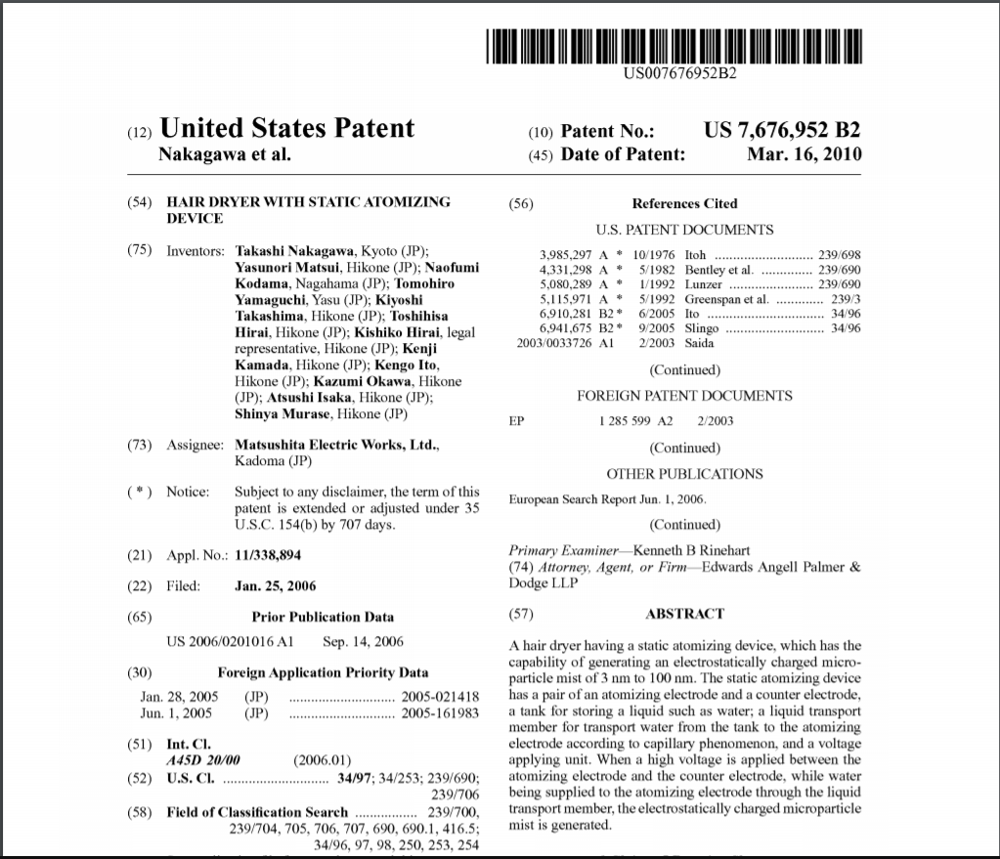 US007676952B2
(12) United States Patent
Nakagawa et al.
(10) Patent No.: US 7,676,952 B2
(45) Date of Patent: Mar. 16, 2010
(54) HAIR DRYER WITH STATIC ATOMIZING
DEVICE
(75) Inventors: Takashi Nakagawa, Kyoto (JP);
Yasunori Matsui, Hikone (JP); Naofumi
Kodama, Nagahama (JP); Tomohiro
Yamaguchi, Yasu (JP); Kiyoshi
Takashima, Hikone (JP); Toshihisa
Hirai, Hikone (JP); Kishiko Hirai, legal
representative, Hikone (JP); Kenji
Kamada, Hikone (JP); Kengo Ito,
Hikone (JP); Kazumi Okawa, Hikone
(JP); Atsushi Isaka, Hikone (JP);
Shinya Murase, Hikone (JP)
(73) Assignee: Matsushita Electric Works, Ltd.,
Kadoma (JP)
( * ) Notice: Subject to any disclaimer, the term of this
patent is extended or adjusted under 35
U.S.C. 154(b) by 707 days.
(21) Appl. No.: 11/338,894
(22) Filed: Jan. 25, 2006
(65) Prior Publication Data
US 2006/0201016 A1 Sep. 14, 2006
(30) Foreign Application Priority Data
Jan. 28, 2005 (JP) ............................. 2005-021418
Jun. 1, 2005 (JP) ............................. 2005-161983
(51) Int. Cl.
A45D 20/00 (2006.01)
(52) U.S. Cl. ............................. 34/97; 34/253; 239/690;
239/706
(58) Field of Classification Search ................ 239/700,
239/704, 705, 706, 707, 690, 690.1, 416.5;
34/96, 97, 98, 250, 253, 254
(56) References Cited
U.S. PATENT DOCUMENTS
3,985,297 A * 10/1976 Itoh ........................... 239/698
4,331,298 A * 5/1982 Bentley et al. .............. 239/690
5,080,289 A * 1/1992 Lunzer ....................... 239/690
5,115,971 A * 5/1992 Greenspan et al. ............ 239/3
6,910,281 B2 * 6/2005 Ito .............................. 34/96
6,941,675 B2 * 9/2005 Slingo ......................... 34/96
2003/0033726 A1 2/2003 Saida
(Continued)
FOREIGN PATENT DOCUMENTS
EP 1 285 599 A2 2/2003
(Continued)
OTHER PUBLICATIONS
European Search Report Jun. 1, 2006.
(Continued)
Primary Examiner—Kenneth B Rinehart
(74) Attorney, Agent, or Firm—Edwards Angell Palmer &
Dodge LLP
(57) ABSTRACT
A hair dryer having a static atomizing device, which has the
capability of generating an electrostatically charged micro-
particle mist of 3 nm to 100 nm. The static atomizing device
has a pair of an atomizing electrode and a counter electrode,
a tank for storing a liquid such as water; a liquid transport
member for transport water from the tank to the atomizing
electrode according to capillary phenomenon, and a voltage
applying unit. When a high voltage is applied between the
atomizing electrode and the counter electrode, while water
being supplied to the atomizing electrode through the liquid
transport member, the electrostatically charged microparticle
mist is generated.